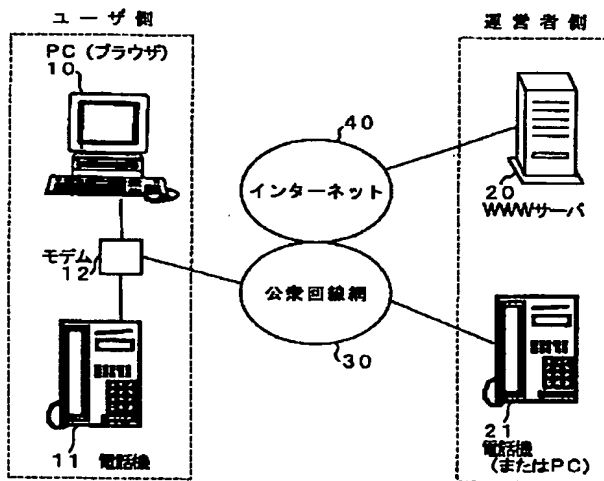 ユーザ側
PC（ブラウザ）
10
モデム
12
11 電話機
40
インターネット
公衆回線網
30
運営者側
20
WWWサーバ
21
電話機
（またはPC）